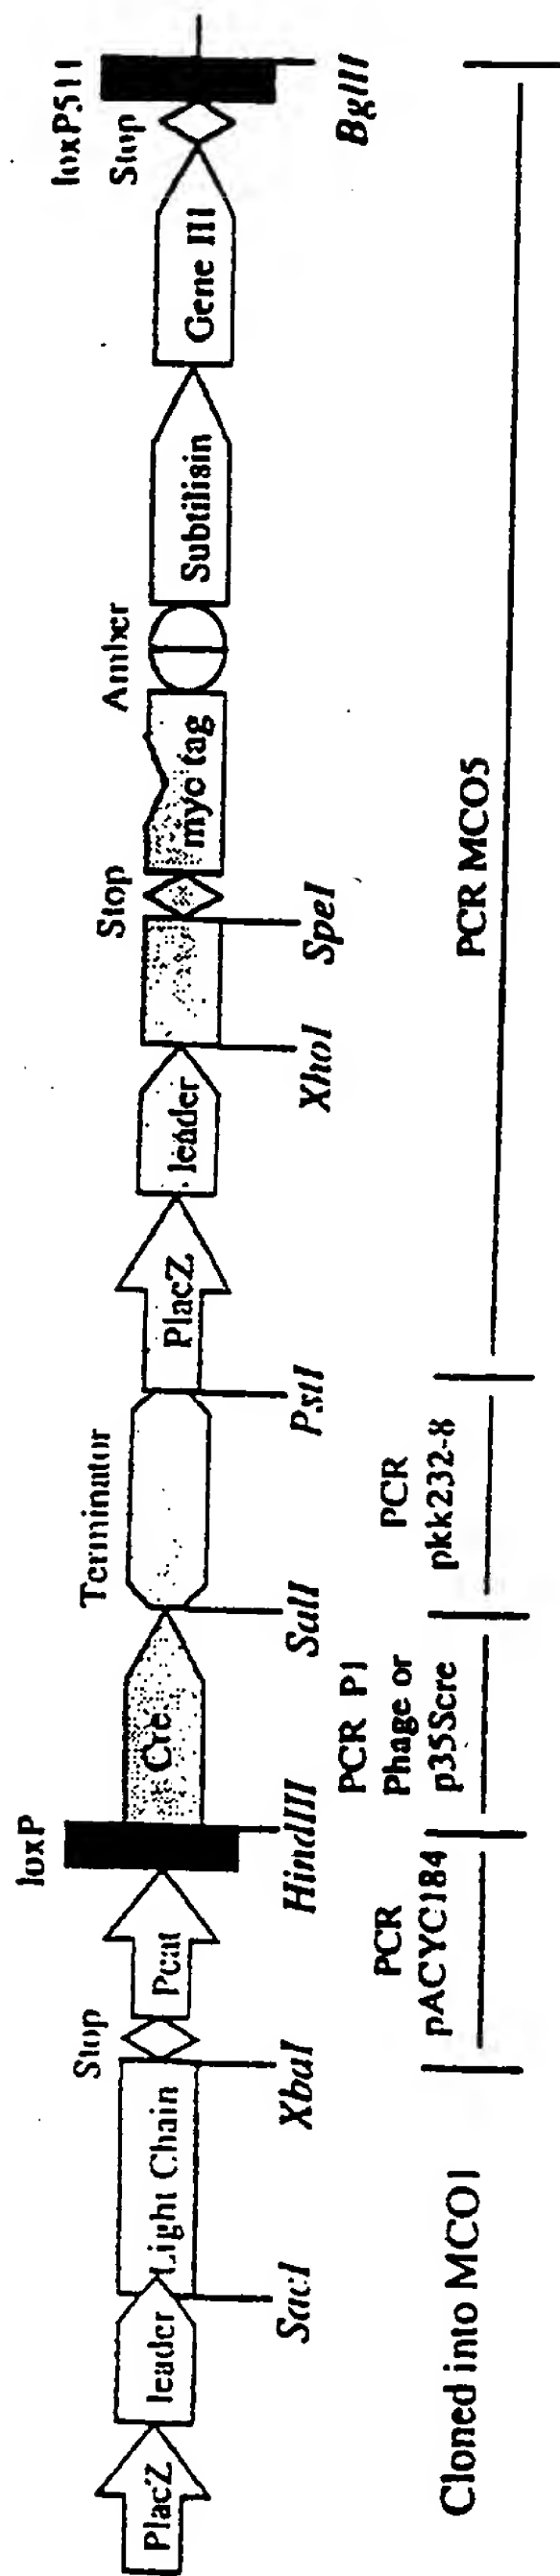 loxP
loxP511
Stop
Terminator
Stop
Amber
Stop
PlacZ
leader
Light Chain
Pcat
Cre
PlacZ
leader
myc tag
Subtilisin
Gene III
SacI
XbaI
HindIII
SalI
PstI
XhoI
SpeI
BglII
Cloned into MCO1
PCR
pACYC184
PCR P1
Phage or
p35Scre
PCR
pkk232-8
PCR MCO5